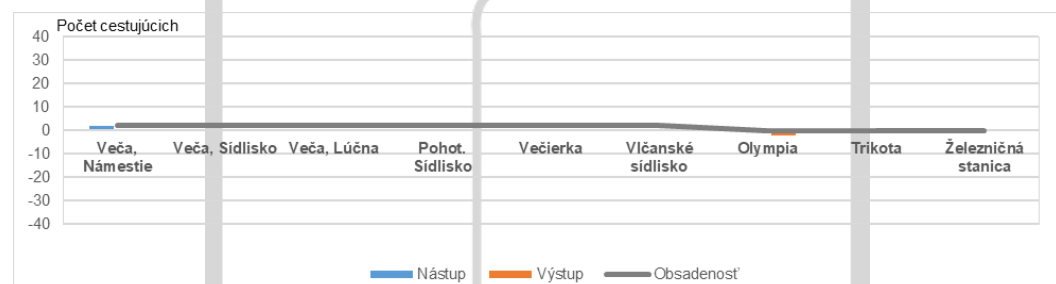 Počet cestujúcich
40
30
20
10
0
-10
-20
-30
-40
Veča, Námestie
Veča, Sídlisko
Veča, Lúčna
Pohot. Sídlisko
Večierka
Vlčanské sídlisko
Olympia
Trikota
Železničná stanica
Nástup Výstup Obsadenosť